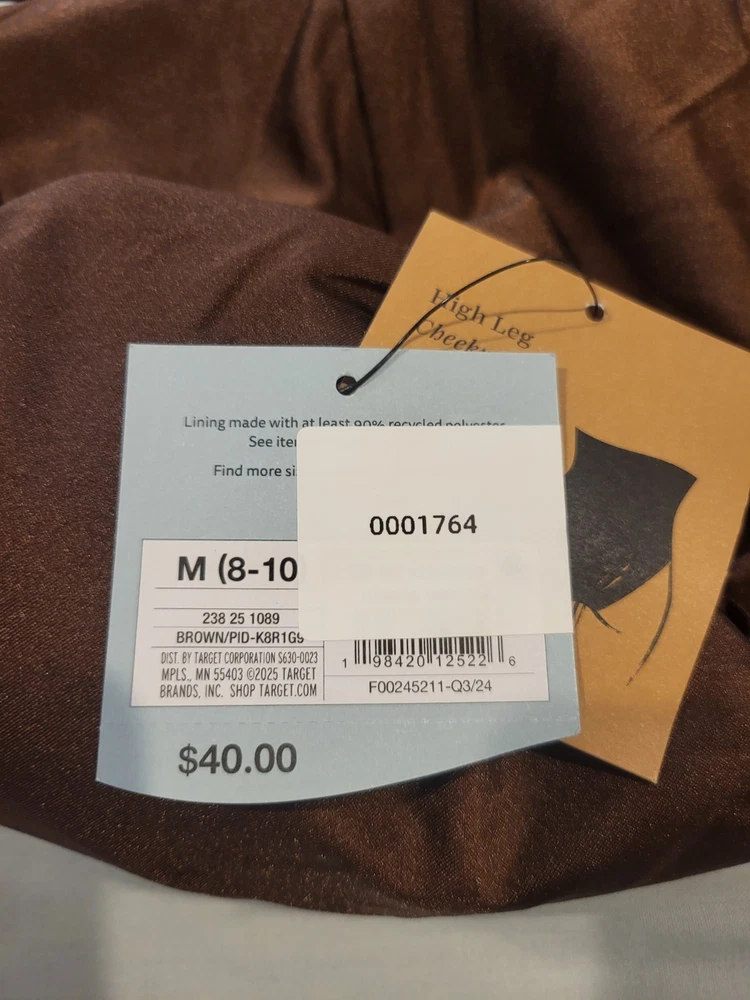 High Leg
Cheeky
Lining made with at least 90% recycled polyester
See
Find more
0001764
M (8-10
238 25 1089
BROWN/PID-K8R1G9
DIST. BY TARGET CORPORATION S630-0023
MPLS., MN 55403 ©2025 TARGET
BRANDS, INC. SHOP TARGET.COM
1 98420 12522 6
F00245211-Q3/24
$40.00